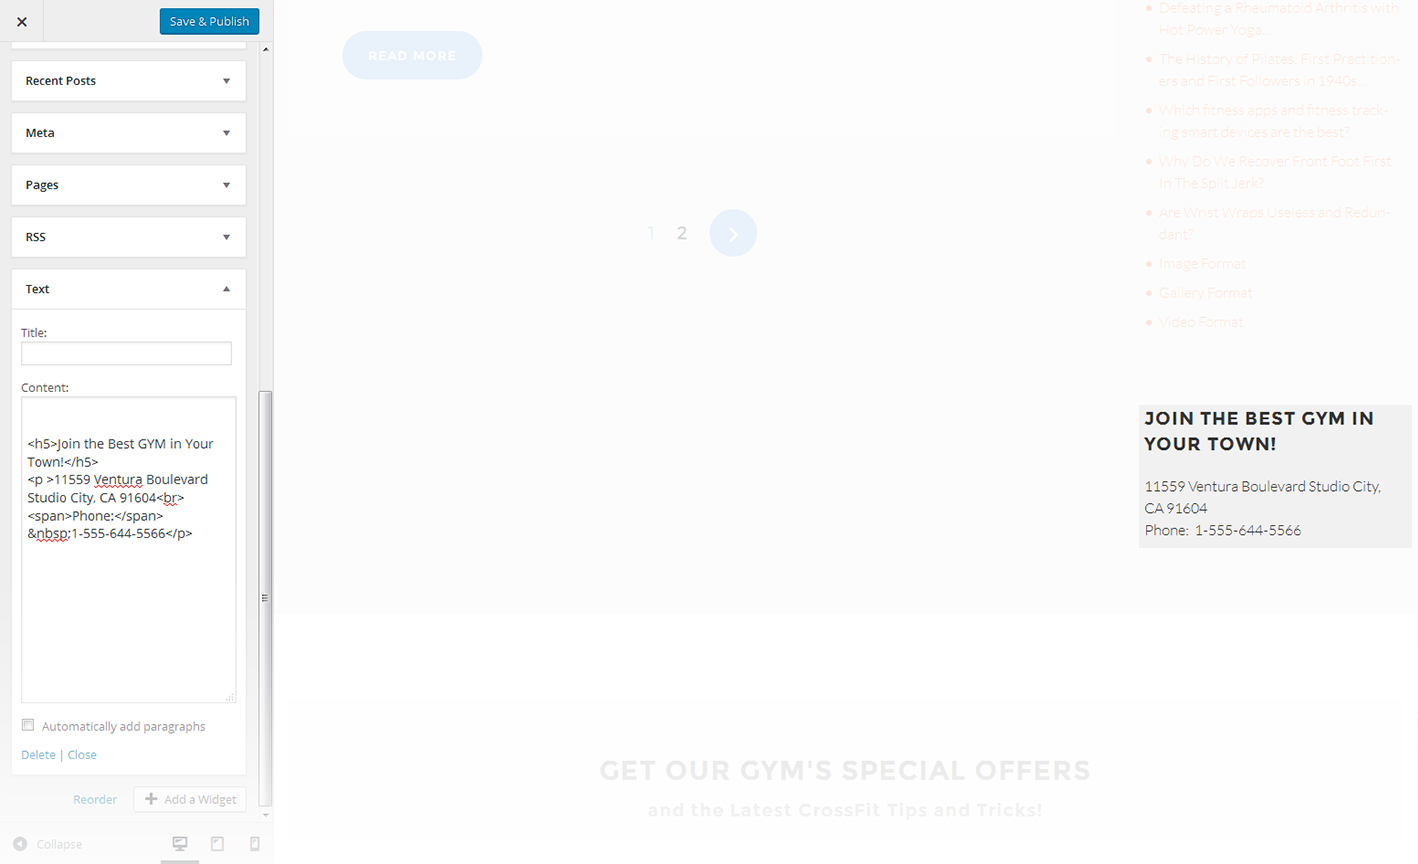 Save & Publish
Recent Posts
Meta
Pages
RSS
Text
Title:
Content:
<h5>Join the Best GYM in Your
Town!</h5>
<p >11559 Ventura Boulevard
Studio City, CA 91604<br>
<span>Phone:</span>
&nbsp;1-555-644-5566</p>
Automatically add paragraphs
Delete | Close
Reorder
Add a Widget
Collapse
READ MORE
1 2
Defeating a Rheumatoid Arthritis with
Hot Power Yoga...
The History of Pilates: First Practition-
ers and First Followers in 1940s...
Which fitness apps and fitness track-
ing smart devices are the best?
Why Do We Recover Front Foot First
In The Split Jerk?
Are Wrist Wraps Useless and Redun-
dant?
Image Format
Gallery Format
Video Format
JOIN THE BEST GYM IN
YOUR TOWN!
11559 Ventura Boulevard Studio City,
CA 91604
Phone:  1-555-644-5566
GET OUR GYM'S SPECIAL OFFERS
and the Latest CrossFit Tips and Tricks!